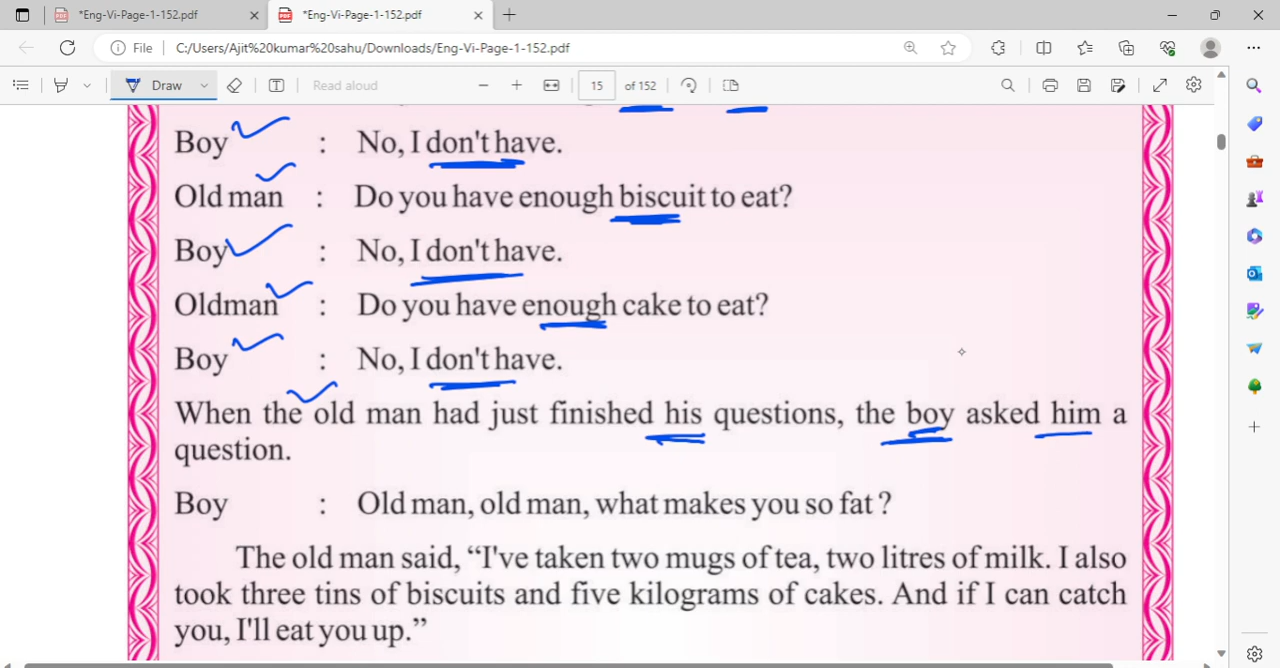 *Eng-Vi-Page-1-152.pdf
*Eng-Vi-Page-1-152.pdf
File C:/Users/Ajit%20kumar%20sahu/Downloads/Eng-Vi-Page-1-152.pdf
Draw Read aloud 15 of 152
Boy : No, I don't have.
Old man : Do you have enough biscuit to eat?
Boy : No, I don't have.
Oldman : Do you have enough cake to eat?
Boy : No, I don't have.
When the old man had just finished his questions, the boy asked him a
question.
Boy : Old man, old man, what makes you so fat ?
The old man said, “I've taken two mugs of tea, two litres of milk. I also
took three tins of biscuits and five kilograms of cakes. And if I can catch
you, I'll eat you up.”